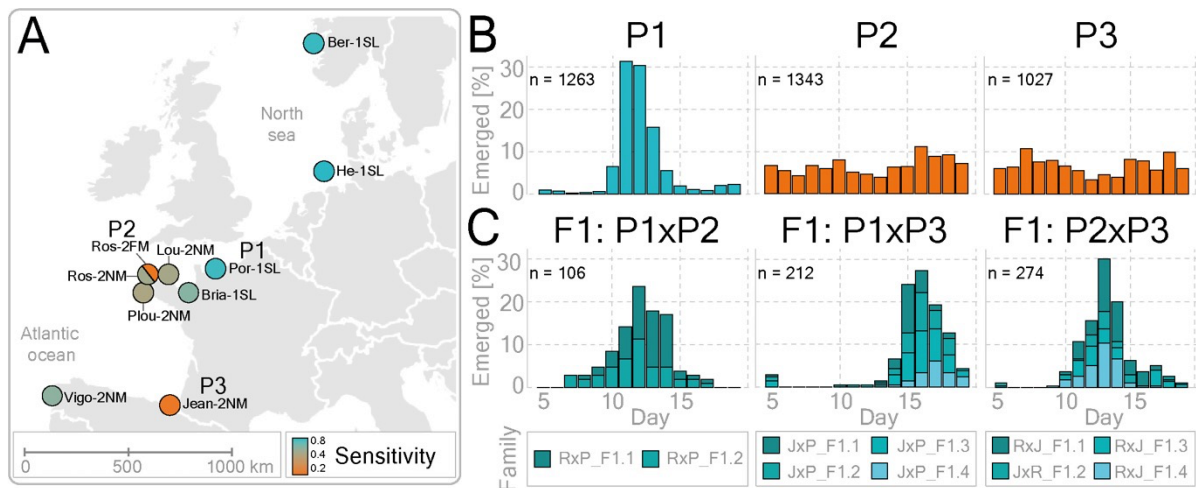 A
Ber-1SL
North
sea
He-1SL
P2
Ros-2FM
Lou-2NM
P1
Ros-2NM
Por-1SL
Plou-2NM
Bria-1SL
Atlantic
ocean
P3
Vigo-2NM
Jean-2NM
0 500 1000 km
0.8
0.4
0.2
Sensitivity
B
P1 P2 P3
Emerged [%]
30
20
10
0
n = 1263
n = 1343
n = 1027
C
F1: P1xP2 F1: P1xP3 F1: P2xP3
Emerged [%]
30
20
10
0
n = 106
n = 212
n = 274
5 10 15 5 10 15 5 10 15
Day Day Day
Family
RxP_F1.1 RxP_F1.2
JxP_F1.1 JxP_F1.3
JxP_F1.2 JxP_F1.4
RxJ_F1.1 RxJ_F1.3
JxR_F1.2 RxJ_F1.4